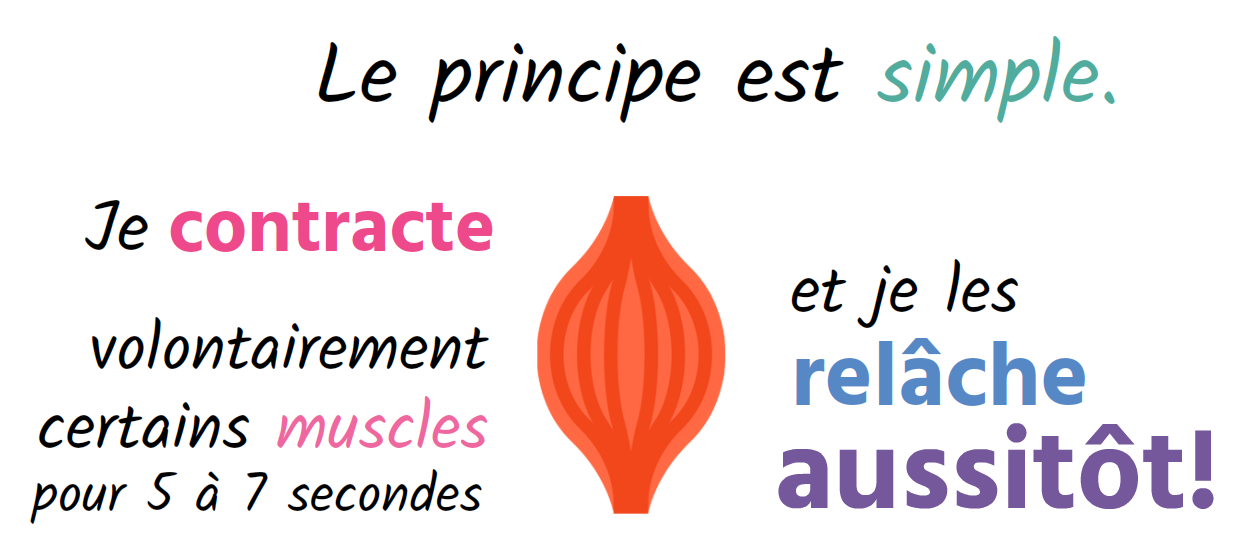 Le principe est simple.
Je contracte
volontairement
certains muscles
pour 5 à 7 secondes
et je les
relâche
aussitôt!